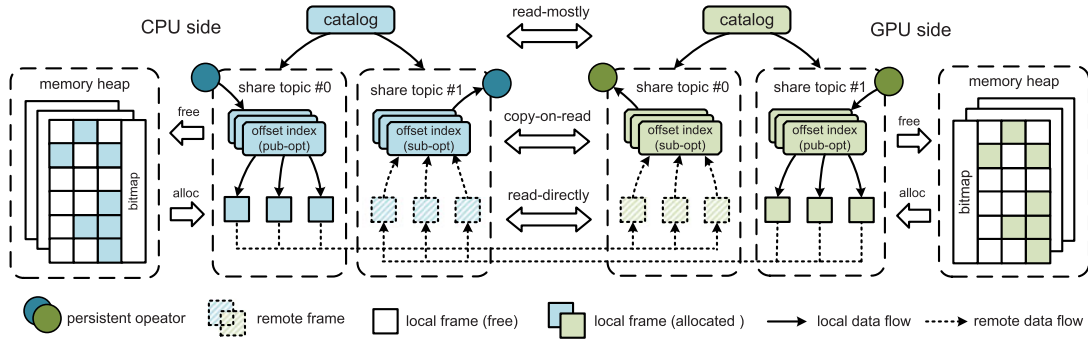 CPU side
catalog
read-mostly
catalog
GPU side
memory heap
free
alloc
bitmap
share topic #0
offset index
(pub-opt)
share topic #1
offset index
(sub-opt)
copy-on-read
read-directly
share topic #0
offset index
(sub-opt)
share topic #1
offset index
(pub-opt)
free
alloc
memory heap
bitmap
persistent opeator
remote frame
local frame (free)
local frame (allocated )
local data flow
remote data flow